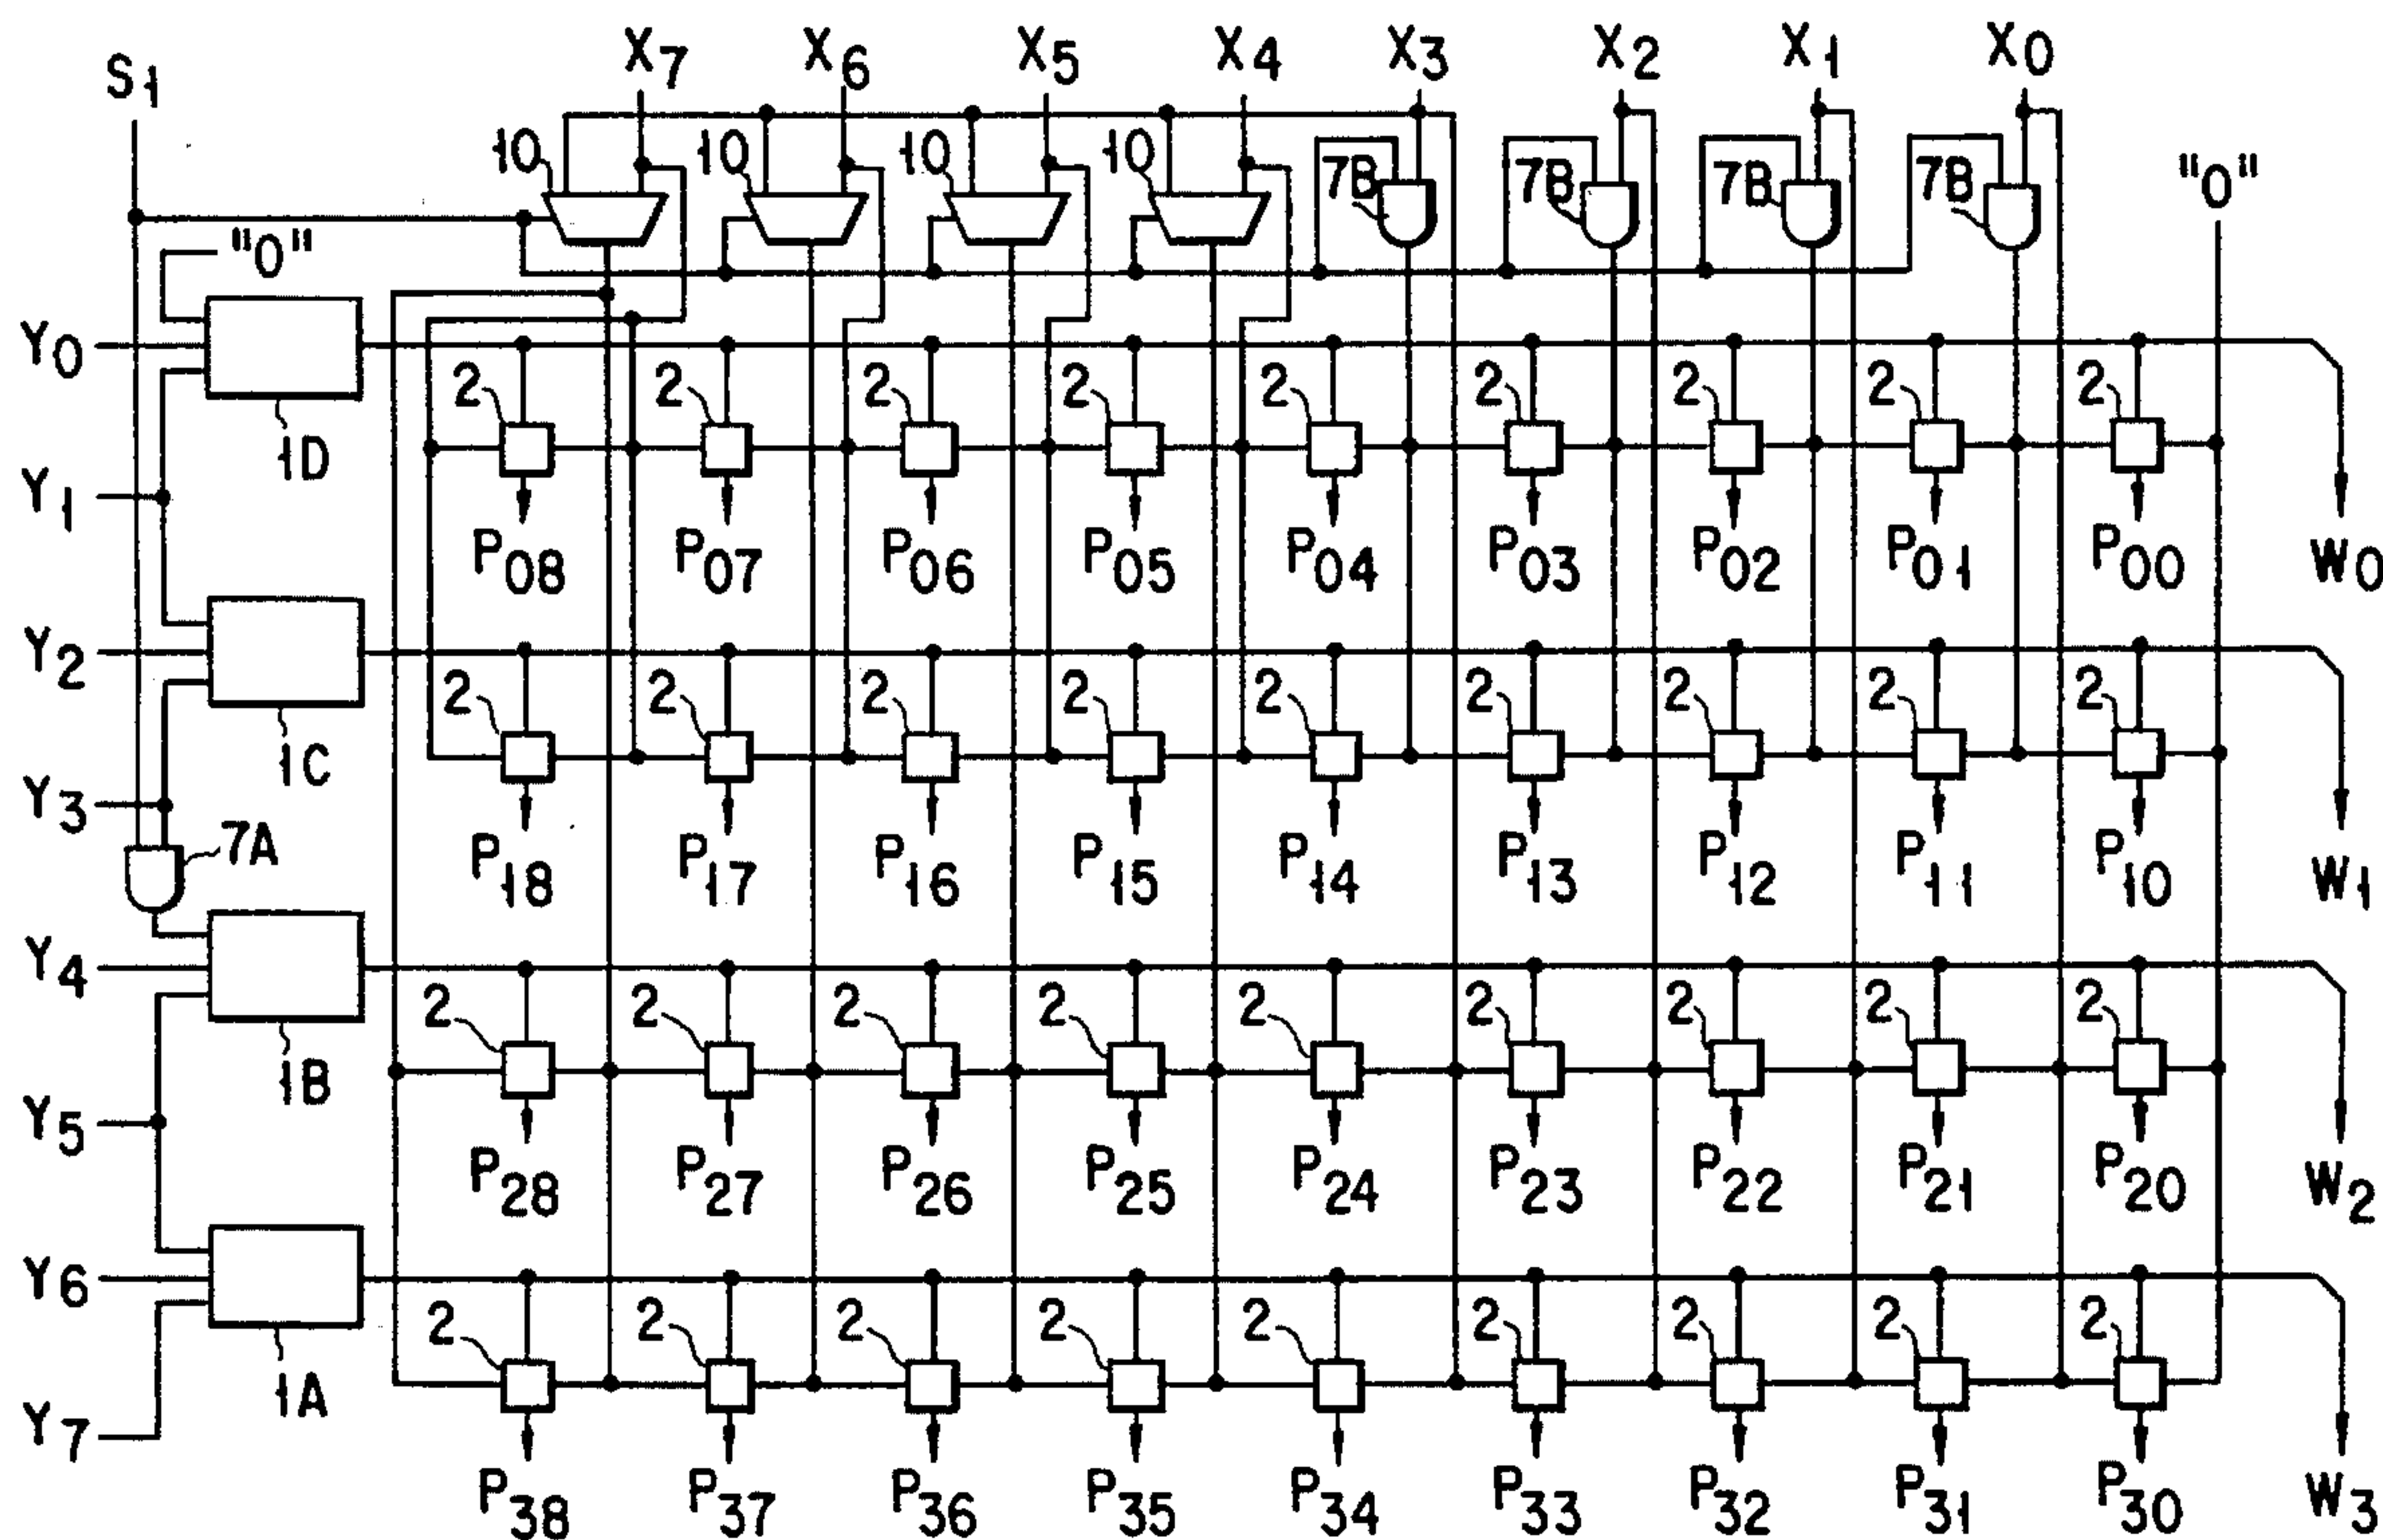 S1 X7 X6 X5 X4 X3 X2 X1 X0
10 10 10 10 7B 7B 7B 7B "0"
"0"
Y0
2 2 2 2 2 2 2 2 2
1D
Y1
P08 P07 P06 P05 P04 P03 P02 P01 P00 W0
Y2
2 2 2 2 2 2 2 2 2
1C
Y3
7A
P18 P17 P16 P15 P14 P13 P12 P11 P10 W1
Y4
2 2 2 2 2 2 2 2 2
1B
Y5
P28 P27 P26 P25 P24 P23 P22 P21 P20 W2
Y6
2 2 2 2 2 2 2 2 2
1A
Y7
P38 P37 P36 P35 P34 P33 P32 P31 P30 W3